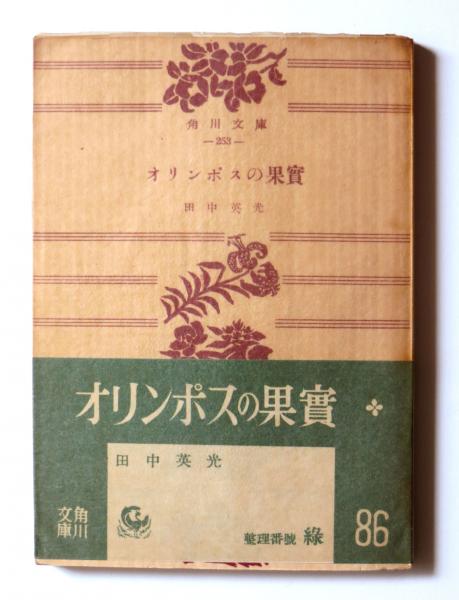 角川文庫
—253—
オリンポスの果實
田中英光
オリンポスの果實
田中英光
角川
文庫
整理番號 綠
86